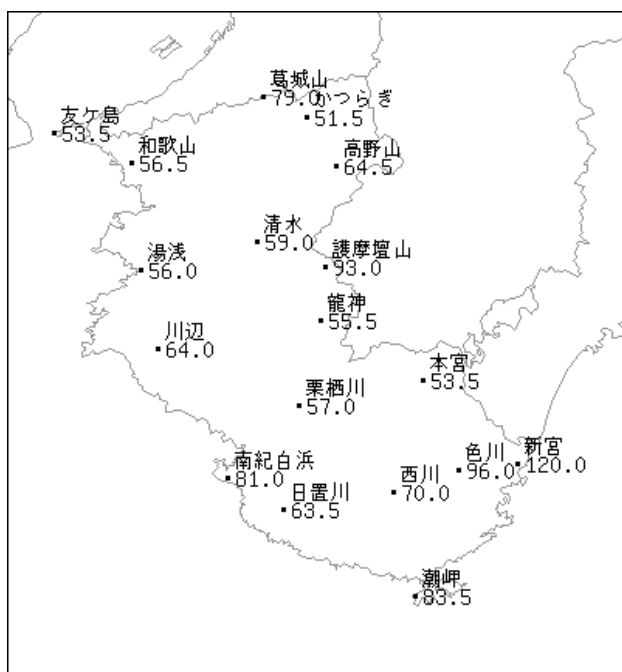 葛城山
79.0
かつらぎ
51.5
友ケ島
53.5
和歌山
56.5
高野山
64.5
清水
59.0
湯浅
56.0
護摩壇山
93.0
龍神
55.5
川辺
64.0
本宮
53.5
栗栖川
57.0
新宮
120.0
色川
96.0
南紀白浜
81.0
西川
70.0
日置川
63.5
潮岬
83.5